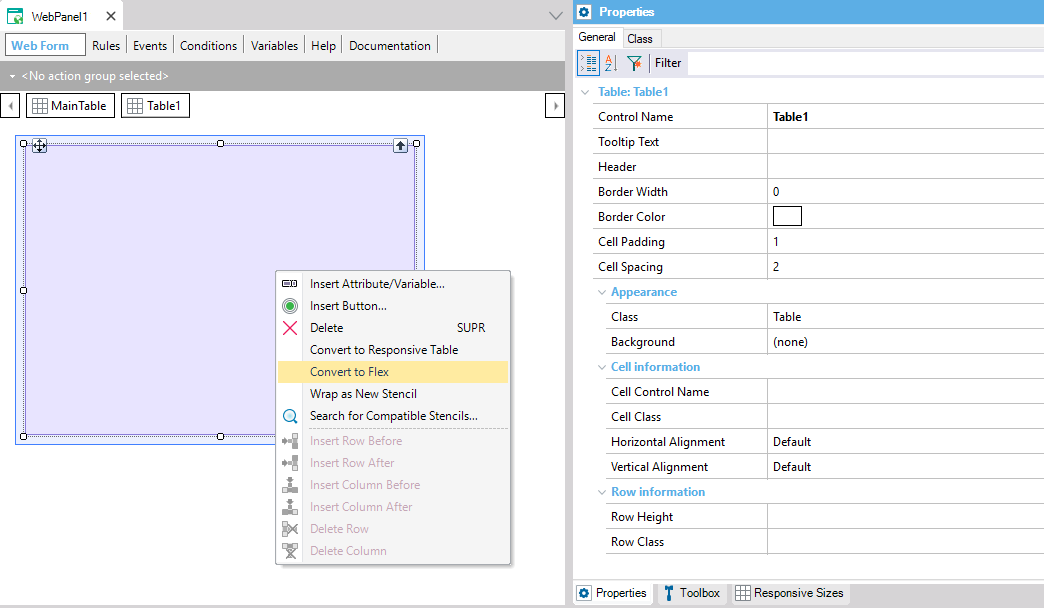 WebPanel1
Web Form Rules Events Conditions Variables Help Documentation
<No action group selected>
MainTable Table1
Insert Attribute/Variable...
Insert Button...
Delete SUPR
Convert to Responsive Table
Convert to Flex
Wrap as New Stencil
Search for Compatible Stencils...
Insert Row Before
Insert Row After
Insert Column Before
Insert Column After
Delete Row
Delete Column
Properties
General Class
A Z Filter
Table: Table1
Control Name Table1
Tooltip Text
Header
Border Width 0
Border Color
Cell Padding 1
Cell Spacing 2
Appearance
Class Table
Background (none)
Cell information
Cell Control Name
Cell Class
Horizontal Alignment Default
Vertical Alignment Default
Row information
Row Height
Row Class
Properties Toolbox Responsive Sizes